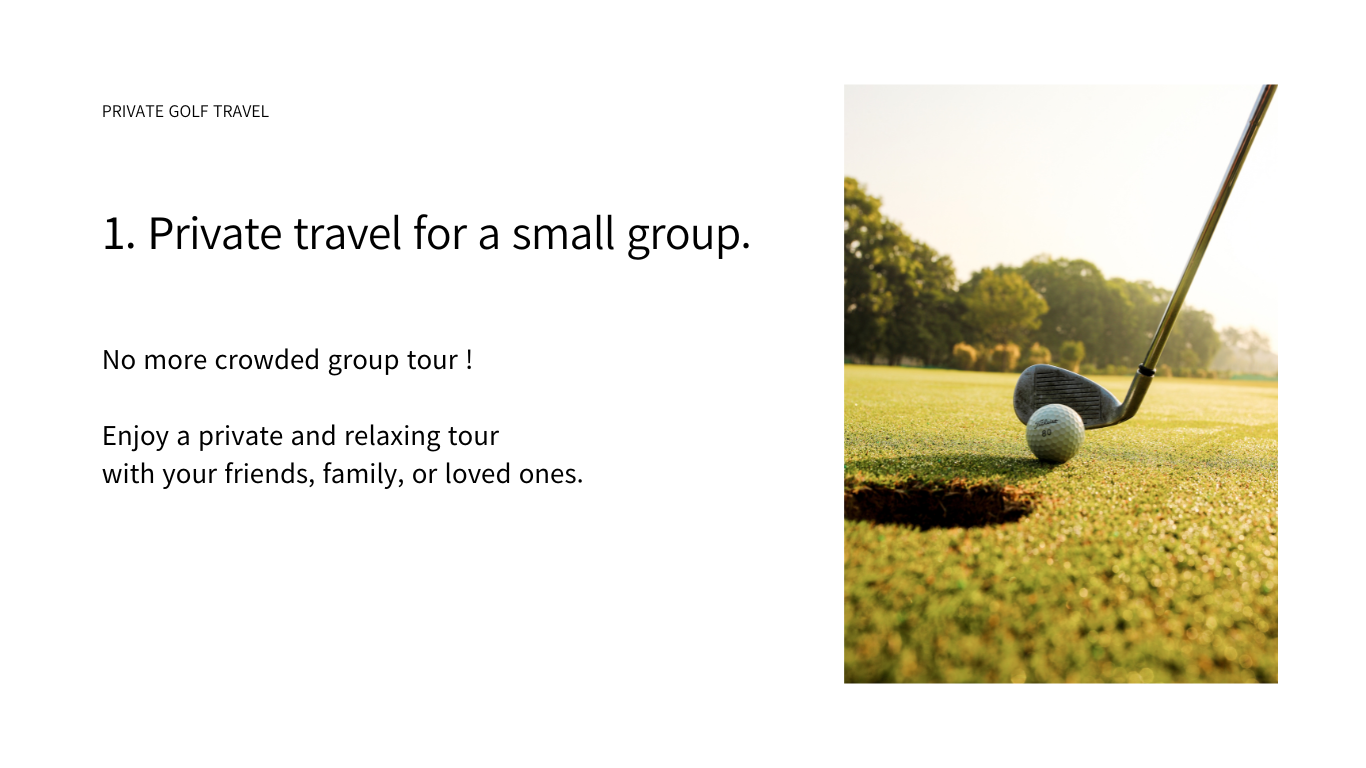 PRIVATE GOLF TRAVEL
1. Private travel for a small group.
No more crowded group tour !
Enjoy a private and relaxing tour
with your friends, family, or loved ones.